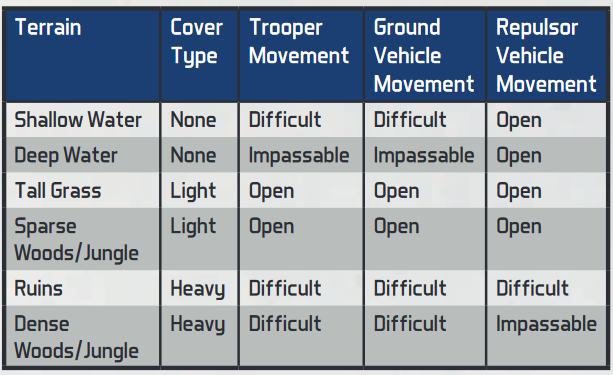 Terrain Cover Type Trooper Movement Ground Vehicle Movement Repulsor Vehicle Movement
Shallow Water None Difficult Difficult Open
Deep Water None Impassable Impassable Open
Tall Grass Light Open Open Open
Sparse Woods/Jungle Light Open Open Open
Ruins Heavy Difficult Difficult Difficult
Dense Woods/Jungle Heavy Difficult Difficult Impassable